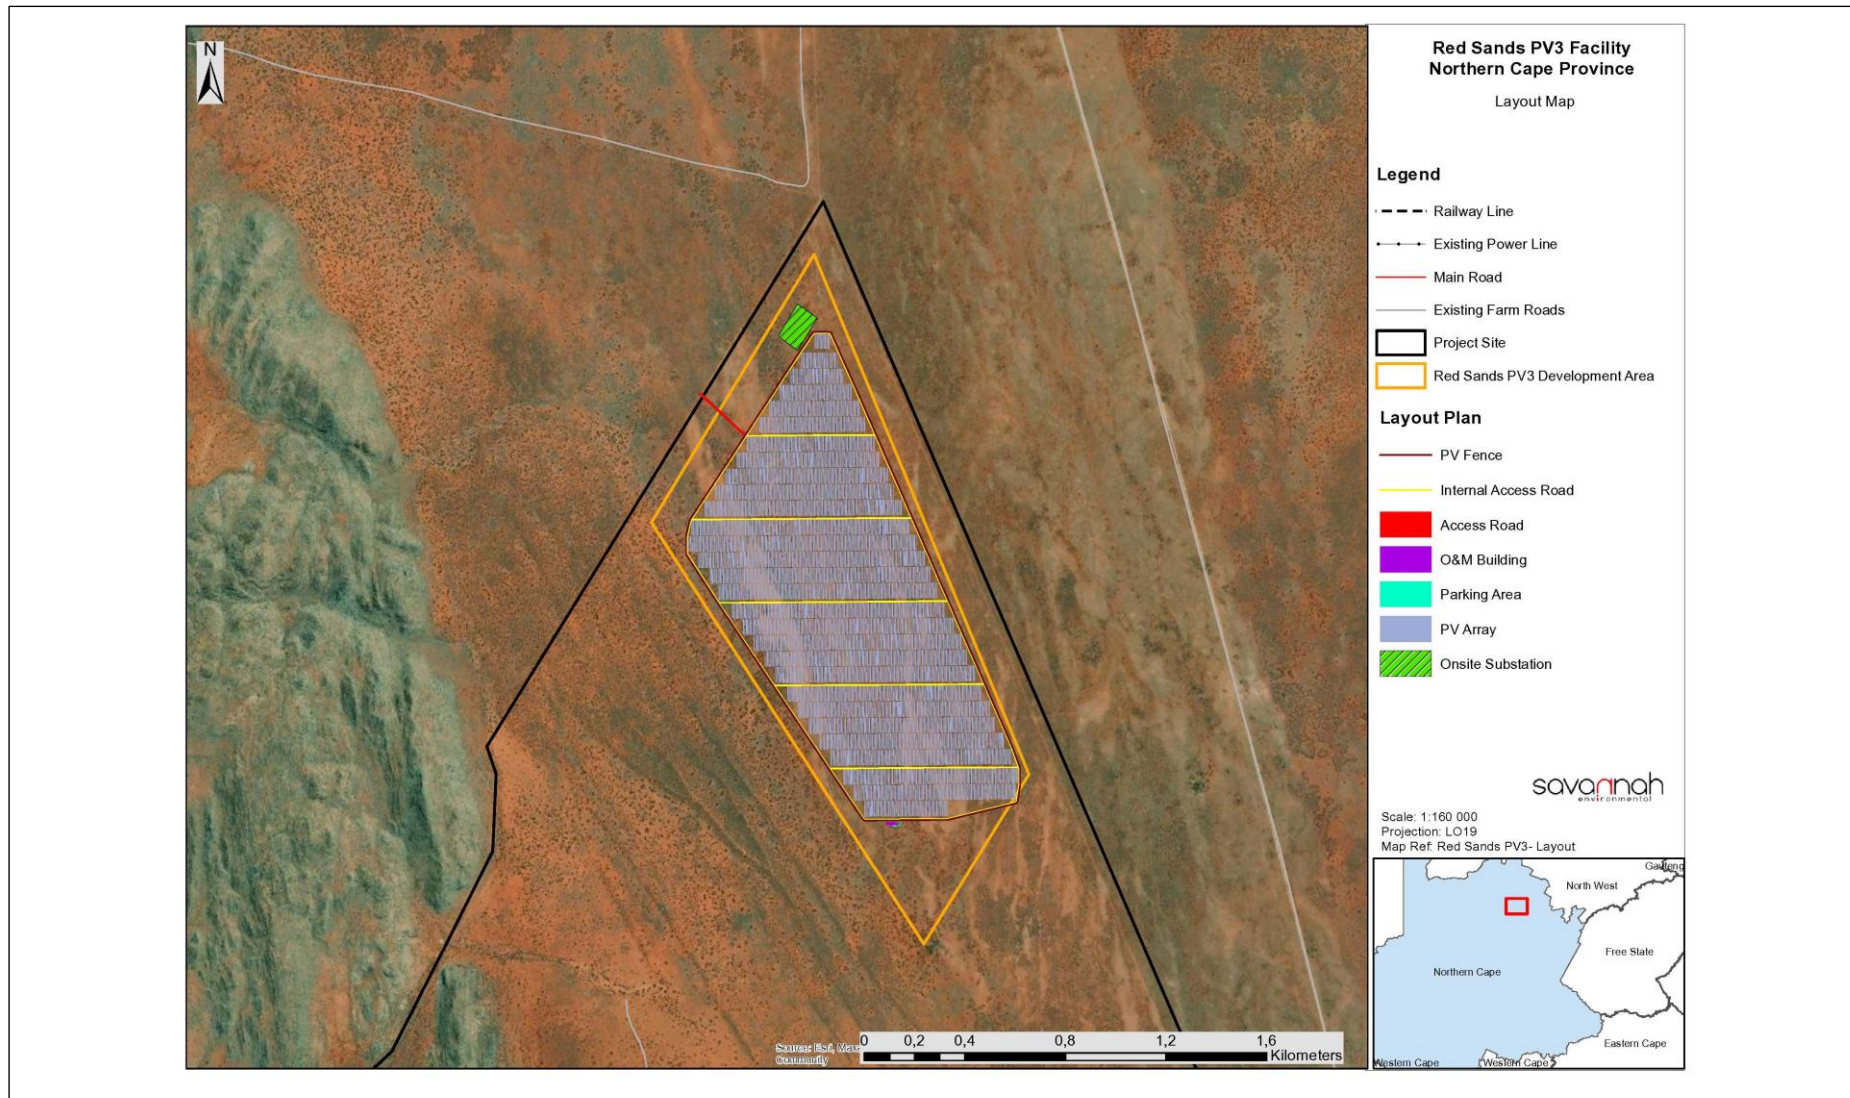 N
Red Sands PV3 Facility
Northern Cape Province
Layout Map
Legend
Railway Line
Existing Power Line
Main Road
Existing Farm Roads
Project Site
Red Sands PV3 Development Area
Layout Plan
PV Fence
Internal Access Road
Access Road
O&M Building
Parking Area
PV Array
Onsite Substation
savannah
environmental
Scale: 1:160 000
Projection: LO19
Map Ref: Red Sands PV3- Layout
Gauteng
North West
Free State
Northern Cape
Eastern Cape
Western Cape
Western Cape
0 0,2 0,4 0,8 1,2 1,6
Kilometers
Source: Esri,
Community